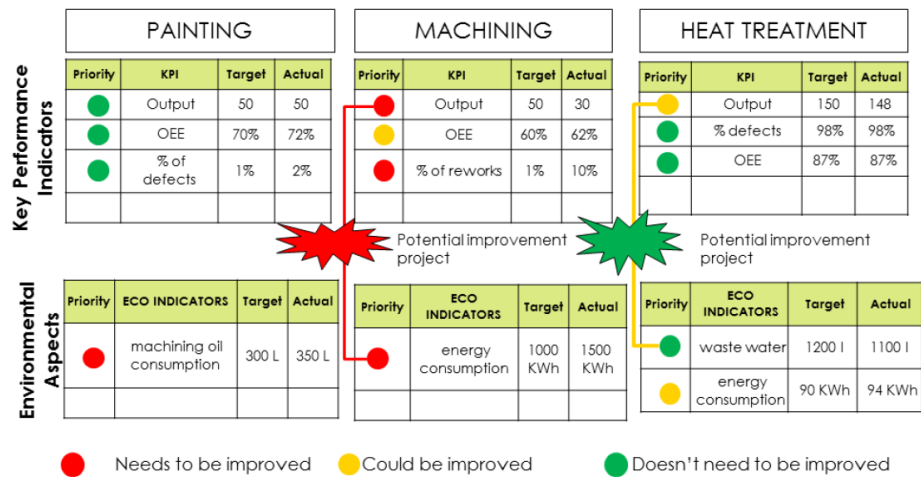 PAINTING
MACHINING
HEAT TREATMENT
Key Performance
Indicators
Priority KPI Target Actual
Output 50 50
OEE 70% 72%
% of
defects 1% 2%
Priority KPI Target Actual
Output 50 30
OEE 60% 62%
% of reworks 1% 10%
Priority KPI Target Actual
Output 150 148
% defects 98% 98%
OEE 87% 87%
Potential improvement
project
Potential improvement
project
Environmental
Aspects
Priority ECO INDICATORS Target Actual
machining oil
consumption 300 L 350 L
Priority ECO
INDICATORS Target Actual
energy
consumption 1000
KWh 1500
KWh
Priority ECO
INDICATORS Target Actual
waste water 1200 l 1100 l
energy
consumption 90 KWh 94 KWh
Needs to be improved
Could be improved
Doesn't need to be improved